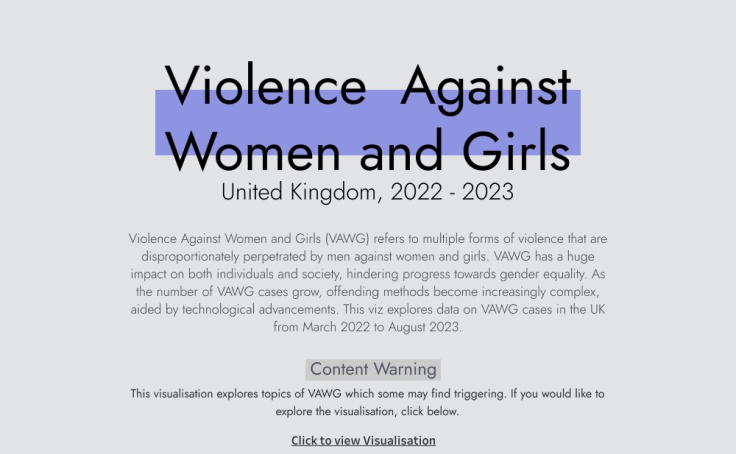 Violence Against
Women and Girls
United Kingdom, 2022 - 2023
Violence Against Women and Girls (VAWG) refers to multiple forms of violence that are
disproportionately perpetrated by men against women and girls. VAWG has a huge
impact on both individuals and society, hindering progress towards gender equality. As
the number of VAWG cases grow, offending methods become increasingly complex,
aided by technological advancements. This viz explores data on VAWG cases in the UK
from March 2022 to August 2023.
Content Warning
This visualisation explores topics of VAWG which some may find triggering. If you would like to
explore the visualisation, click below.
Click to view Visualisation